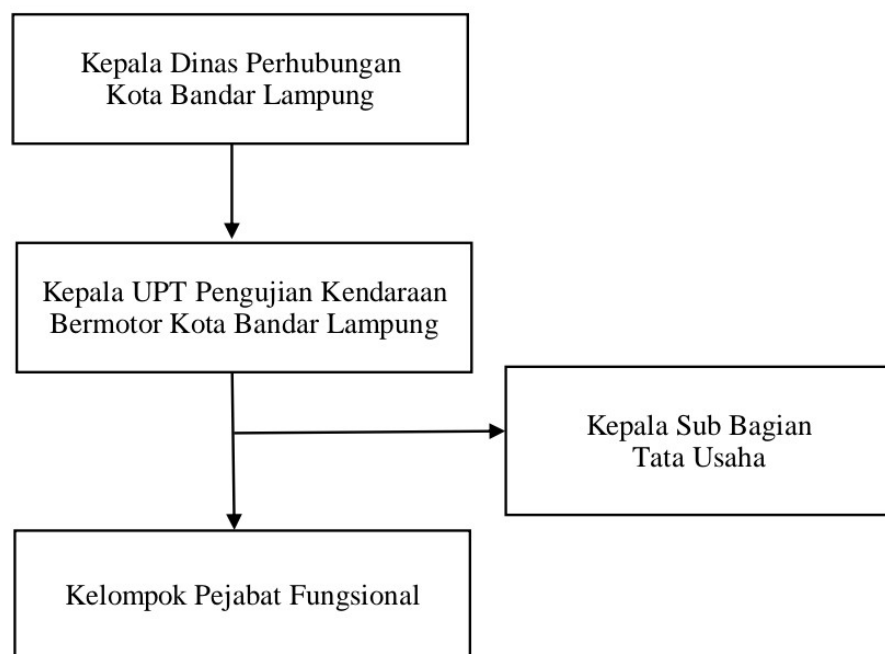 Kepala Dinas Perhubungan
Kota Bandar Lampung
Kepala UPT Pengujian Kendaraan
Bermotor Kota Bandar Lampung
Kepala Sub Bagian
Tata Usaha
Kelompok Pejabat Fungsional